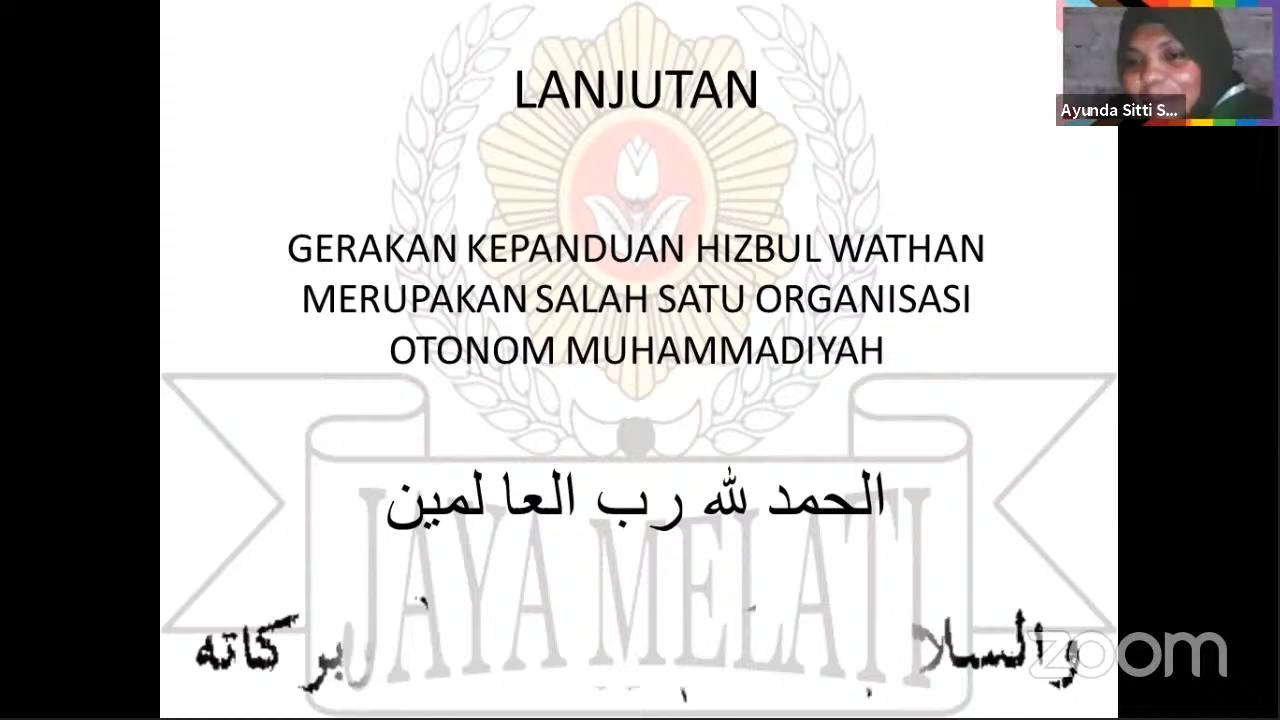 LANJUTAN
Ayunda Sitti S...
GERAKAN KEPANDUAN HIZBUL WATHAN
MERUPAKAN SALAH SATU ORGANISASI
OTONOM MUHAMMADIYAH
الحمد لله رب العا لمين
JAYA MELATI
بركاته
zoom